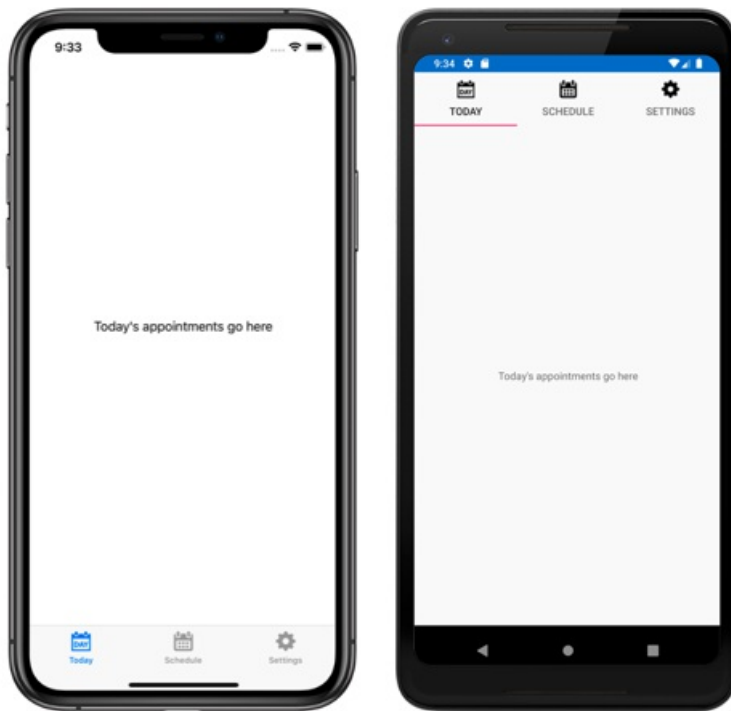 9:33
Today's appointments go here
DAY
Today
Schedule
Settings
9:34
DAY
TODAY
SCHEDULE
SETTINGS
Today's appointments go here